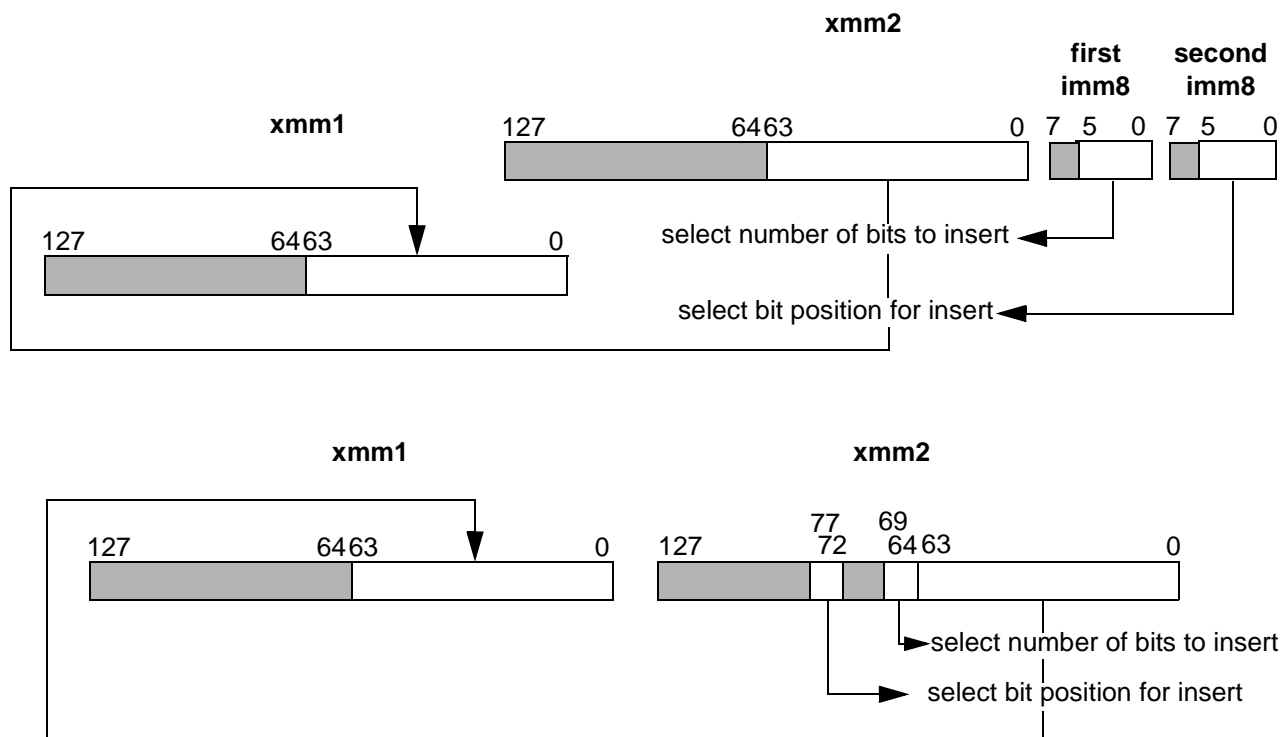 xmm2
first second
imm8 imm8
xmm1
127 64 63 0 7 5 0 7 5 0
select number of bits to insert
127 64 63 0
select bit position for insert
xmm1 xmm2
77 69
127 64 63 0 127 72 64 63 0
select number of bits to insert
select bit position for insert